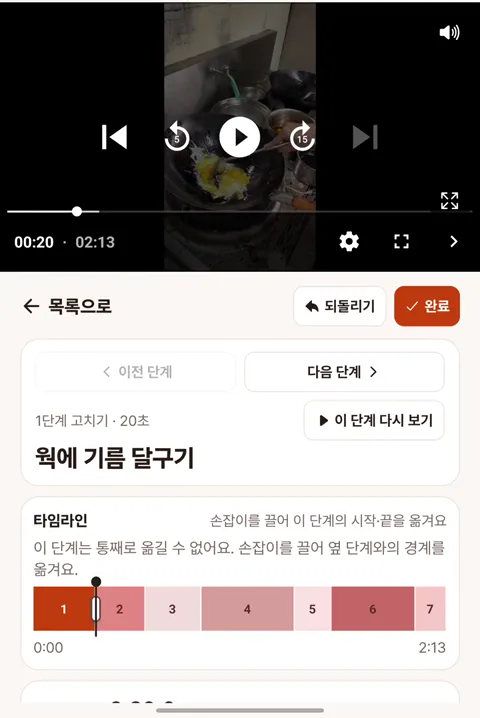 5
15
00:20 · 02:13
목록으로
되돌리기
완료
이전 단계
다음 단계
1단계 고치기 · 20초
이 단계 다시 보기
웍에 기름 달구기
타임라인
손잡이를 끌어 이 단계의 시작·끝을 옮겨요
이 단계는 통째로 옮길 수 없어요. 손잡이를 끌어 옆 단계와의 경계를
옮겨요.
1 2 3 4 5 6 7
0:00
2:13